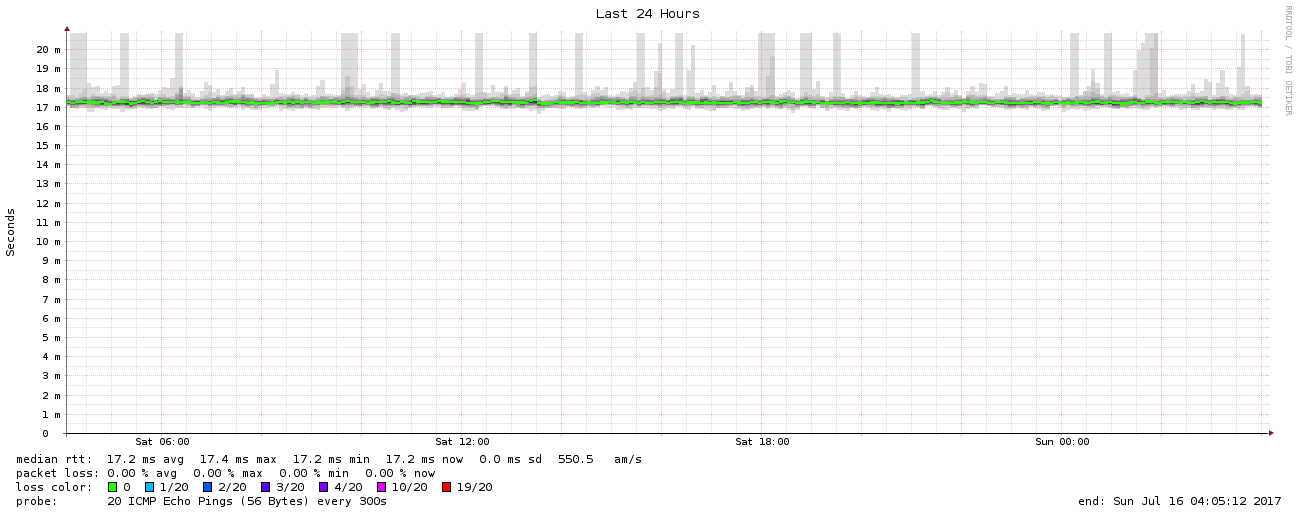 Last 24 Hours
RRDTOOL / TOBI OETIKER
Seconds
20 m
19 m
18 m
17 m
16 m
15 m
14 m
13 m
12 m
11 m
10 m
9 m
8 m
7 m
6 m
5 m
4 m
3 m
2 m
1 m
0
Sat 06:00 Sat 12:00 Sat 18:00 Sun 00:00
median rtt: 17.2 ms avg 17.4 ms max 17.2 ms min 17.2 ms now 0.0 ms sd 550.5 am/s
packet loss: 0.00 % avg 0.00 % max 0.00 % min 0.00 % now
loss color: 0 1/20 2/20 3/20 4/20 10/20 19/20
probe: 20 ICMP Echo Pings (56 Bytes) every 300s end: Sun Jul 16 04:05:12 2017